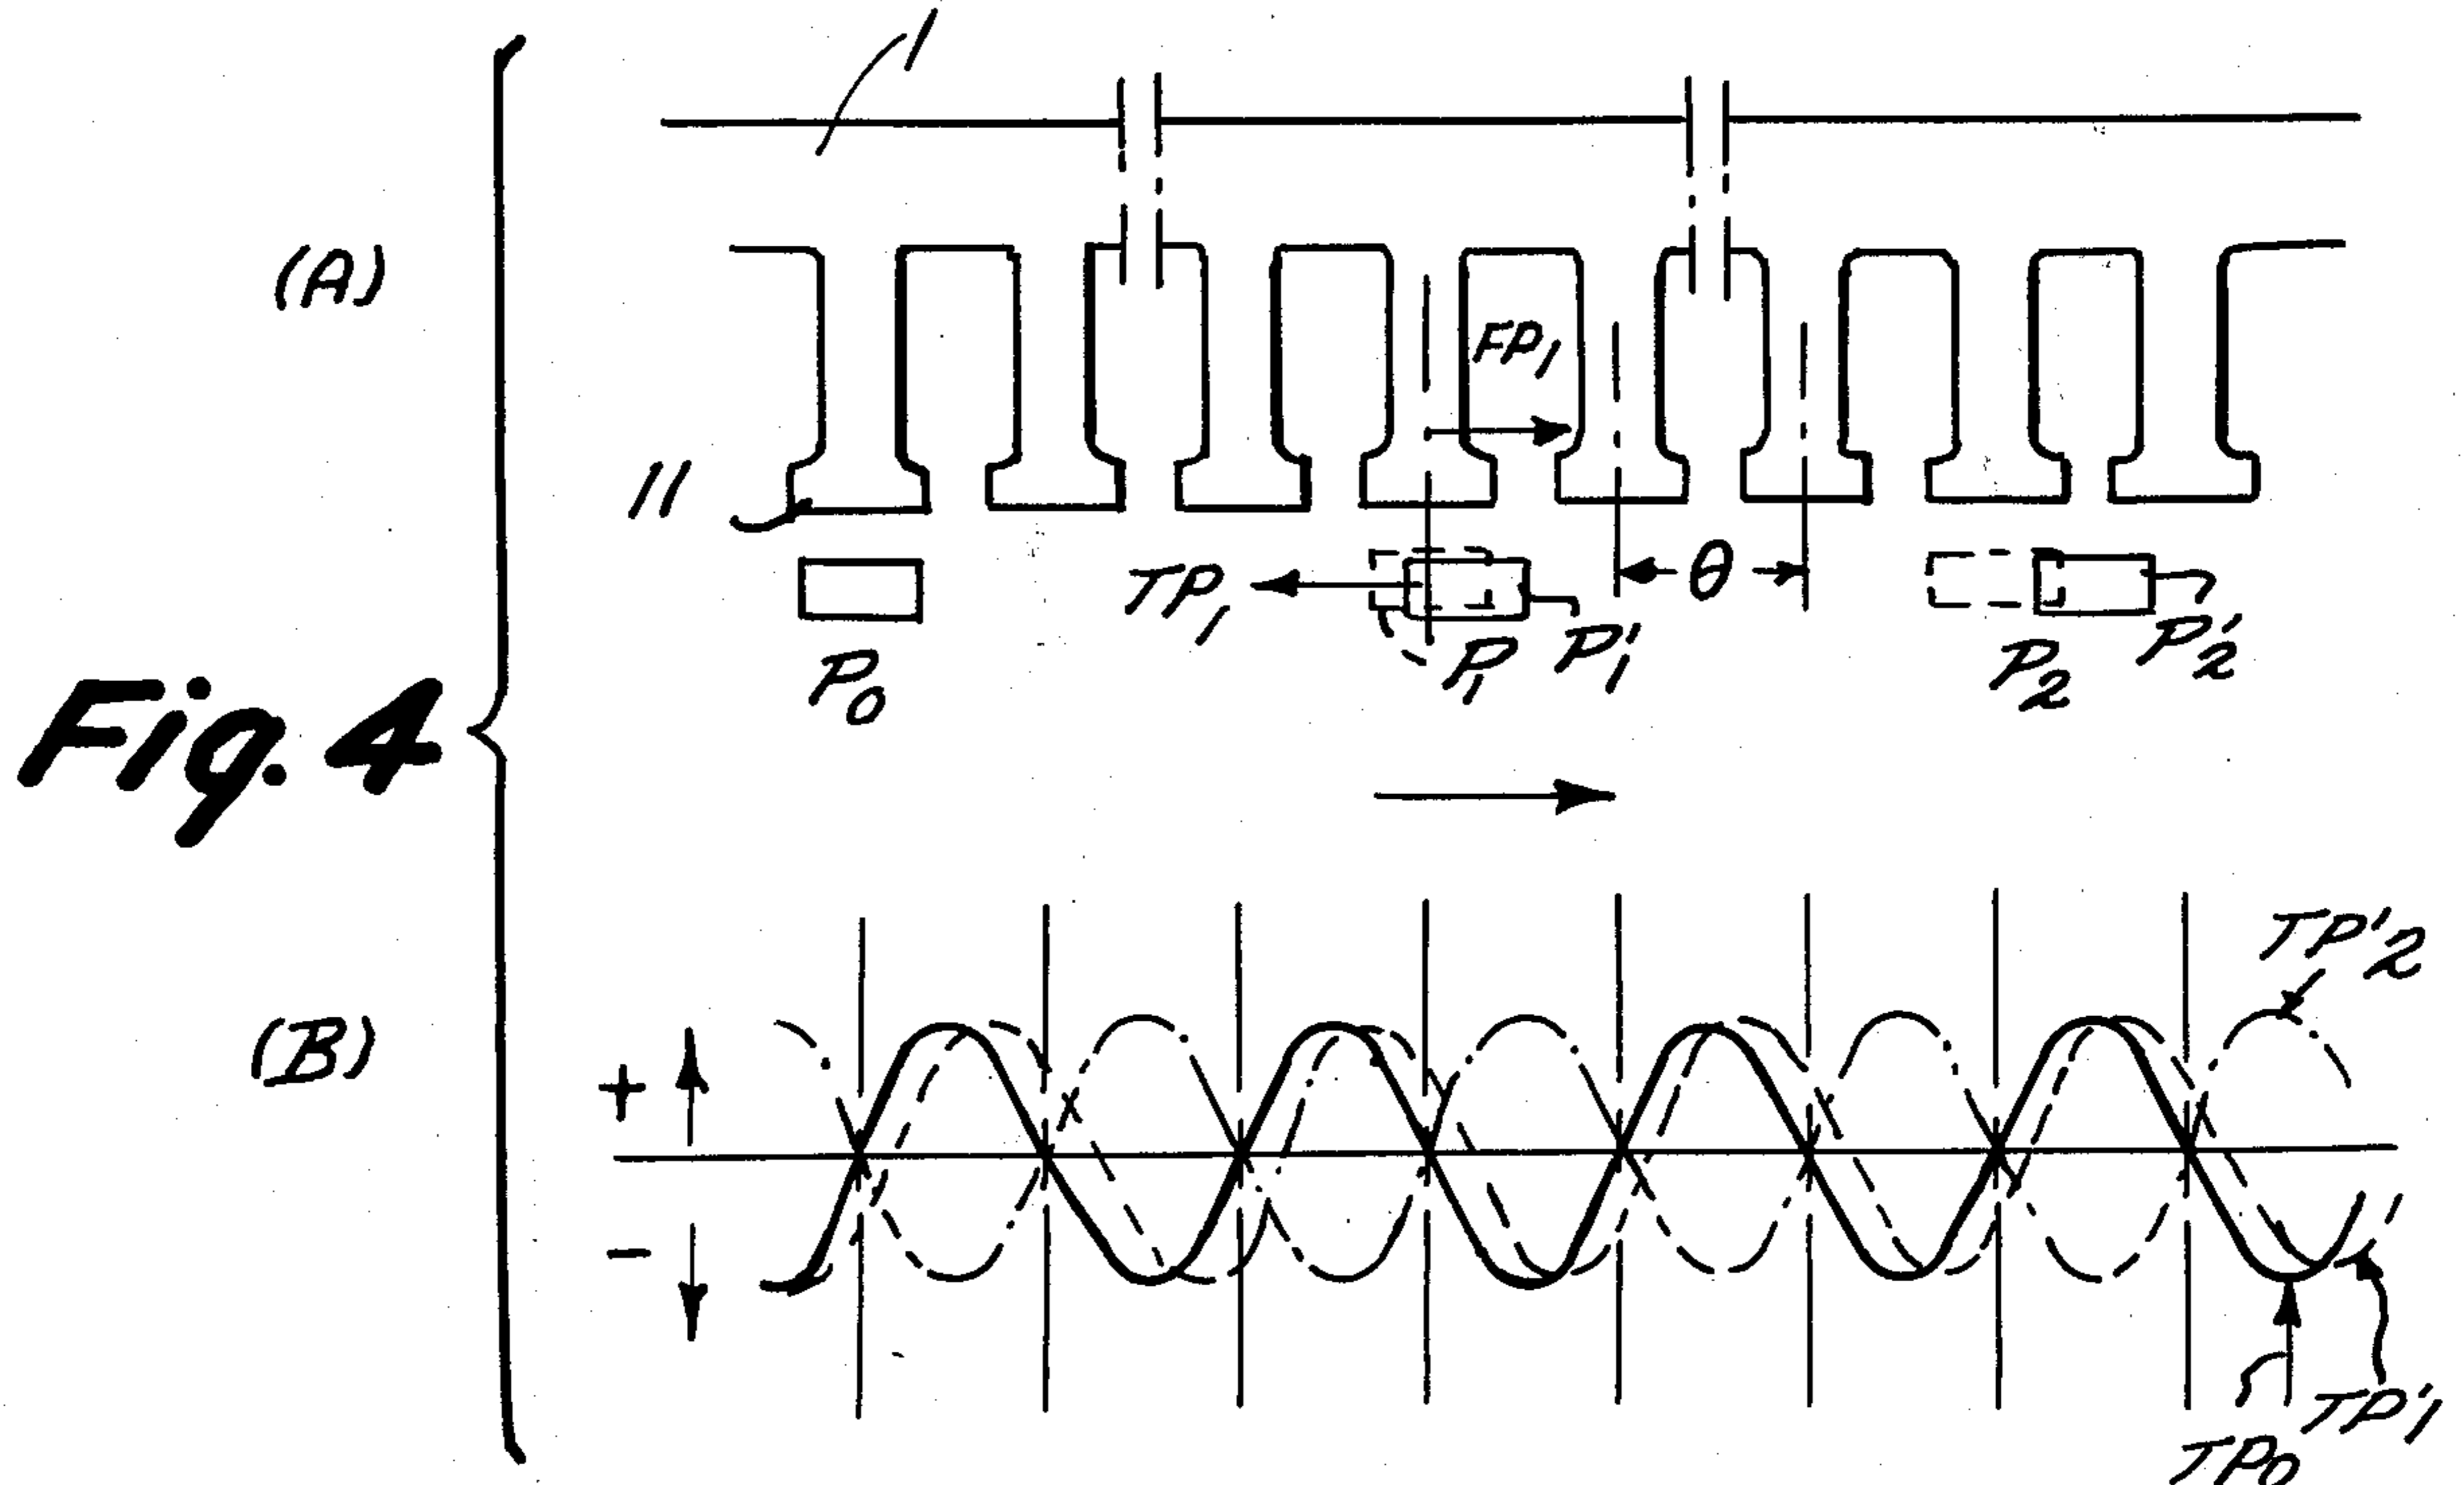 1
(A)
FP1
11
TP1
θ
P0
P1
P'1
P2
P'2
Fig. 4
(B)
+
-
TP'2
TP'1
TP0